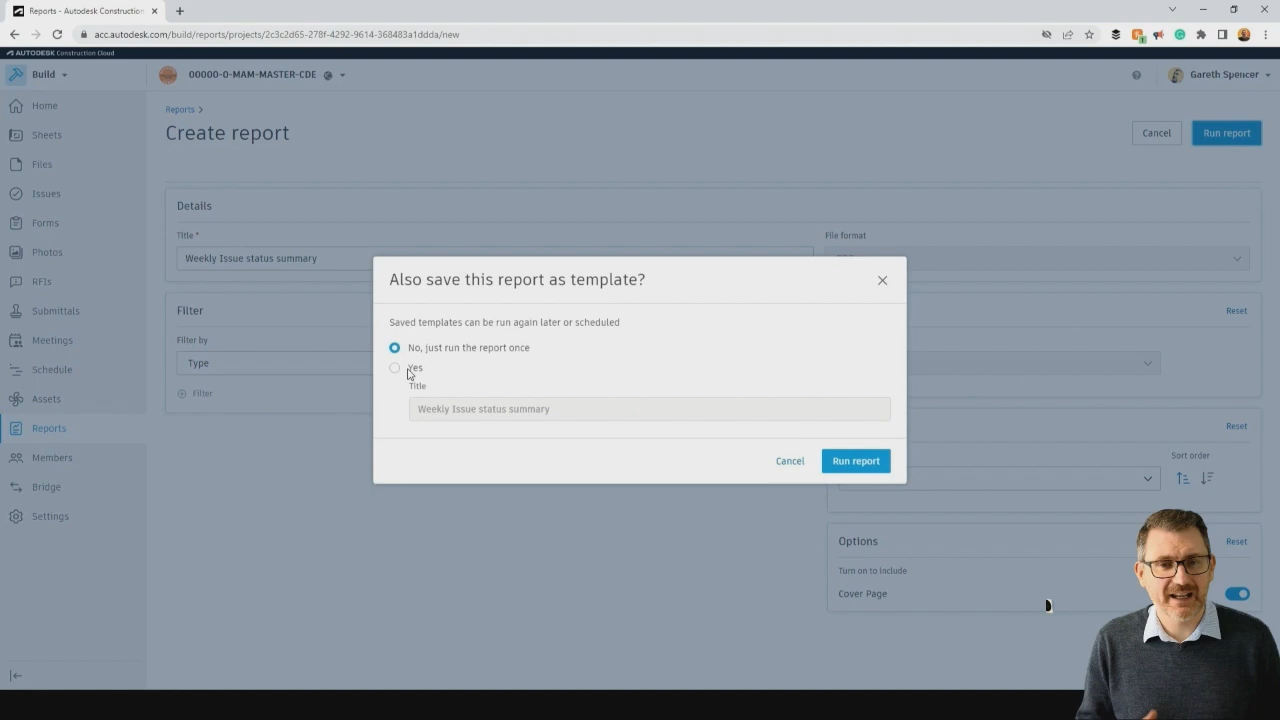 Reports - Autodesk Construction
acc.autodesk.com/build/reports/projects/2c3c2d65-278f-4292-9614-368483a1ddda/new
AUTODESK Construction Cloud
Build
00000-0-MAM-MASTER-CDE
Gareth Spencer
Home
Sheets
Files
Issues
Forms
Photos
RFIs
Submittals
Meetings
Schedule
Assets
Reports
Members
Bridge
Settings
Reports
Create report
Cancel
Run report
Details
Title *
File format
Weekly Issue status summary
Filter
Reset
Filter by
Type
Filter
Reset
Sort order
Options
Reset
Turn on to include
Cover Page
Also save this report as template?
Saved templates can be run again later or scheduled
No, just run the report once
Yes
Title
Weekly Issue status summary
Cancel
Run report